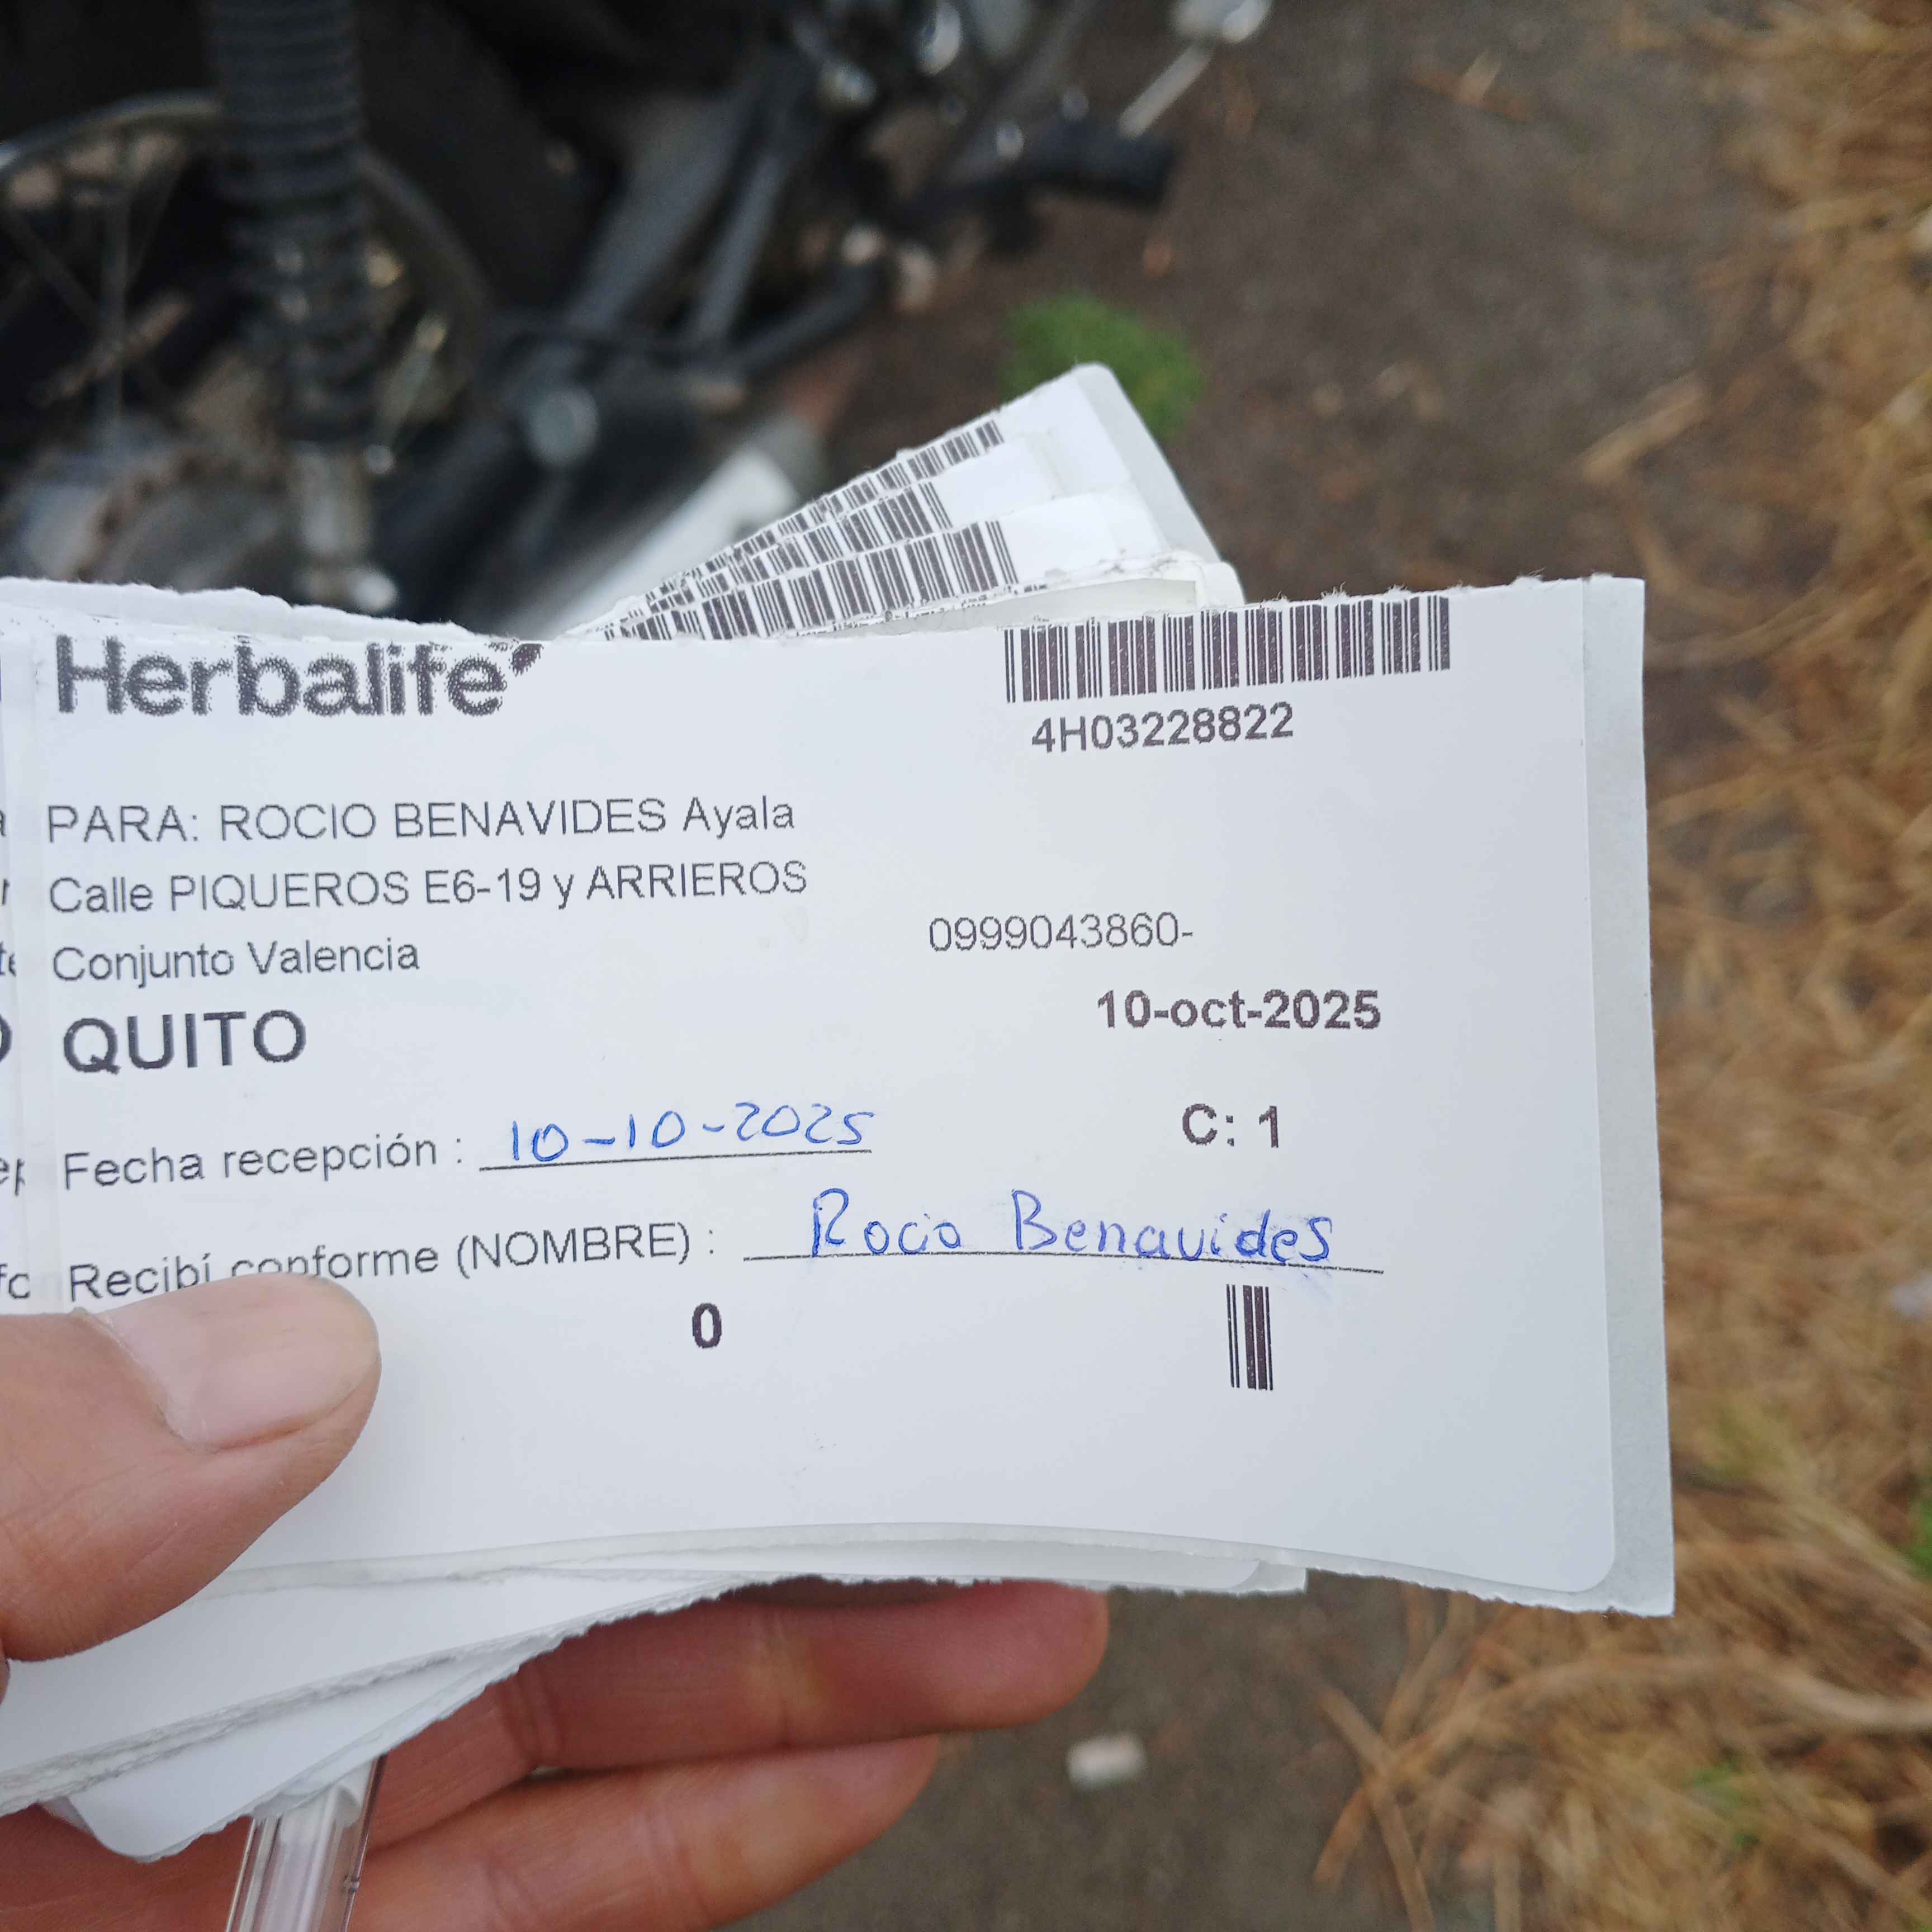 Herbalife
4H03228822
PARA: ROCIO BENAVIDES Ayala
Calle PIQUEROS E6-19 y ARRIEROS
0999043860-
Conjunto Valencia
10-oct-2025
QUITO
C: 1
Fecha recepción : 10-10-2025
Recibí conforme (NOMBRE) : Rocio Benavides
0